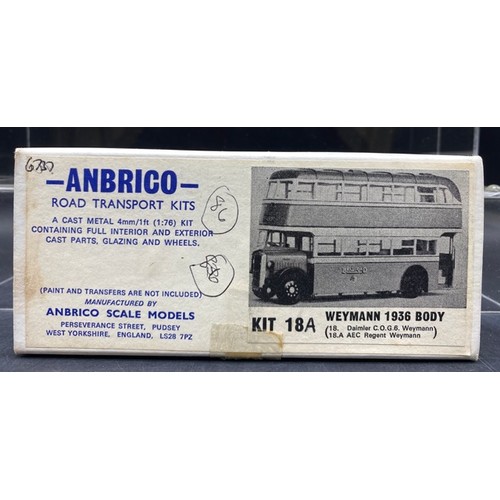 -ANBRICO-
ROAD TRANSPORT KITS
A CAST METAL 4mm/1ft (1:76) KIT
CONTAINING FULL INTERIOR AND EXTERIOR
CAST PARTS, GLAZING AND WHEELS.
(PAINT AND TRANSFERS ARE NOT INCLUDED)
MANUFACTURED BY
ANBRICO SCALE MODELS
PERSEVERANCE STREET, PUDSEY
WEST YORKSHIRE, ENGLAND, LS28 7PZ
KIT 18A
WEYMANN 1936 BODY
(18. Daimler C.O.G.6. Weymann)
(18.A AEC Regent Weymann